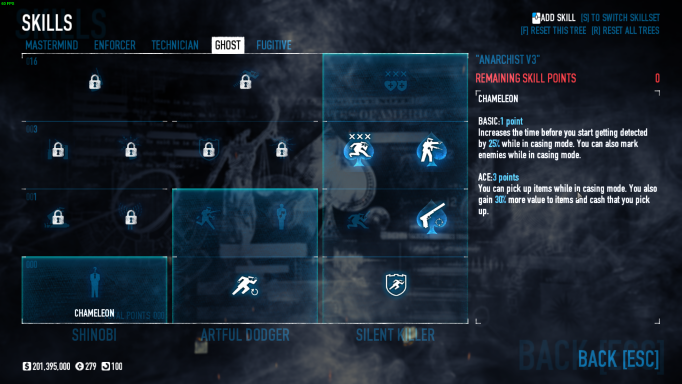 SKILLS
ADD SKILL [S] TO SWITCH SKILLSET
[F] RESET THIS TREE [R] RESET ALL TREES
MASTERMIND ENFORCER TECHNICIAN GHOST FUGITIVE
"ANARCHIST V3"
REMAINING SKILL POINTS 0
CHAMELEON
BASIC:1 point
Increases the time before you start getting detected
by 25% while in casing mode. You can also mark
enemies while in casing mode.
ACE:3 points
You can pick up items while in casing mode. You also
gain 30% more value to items and cash that you pick
up.
CHAMELEON
SHINOBI ARTFUL DODGER SILENT KILLER
201,395,000 279 100
BACK [ESC]
BACK [ESC]